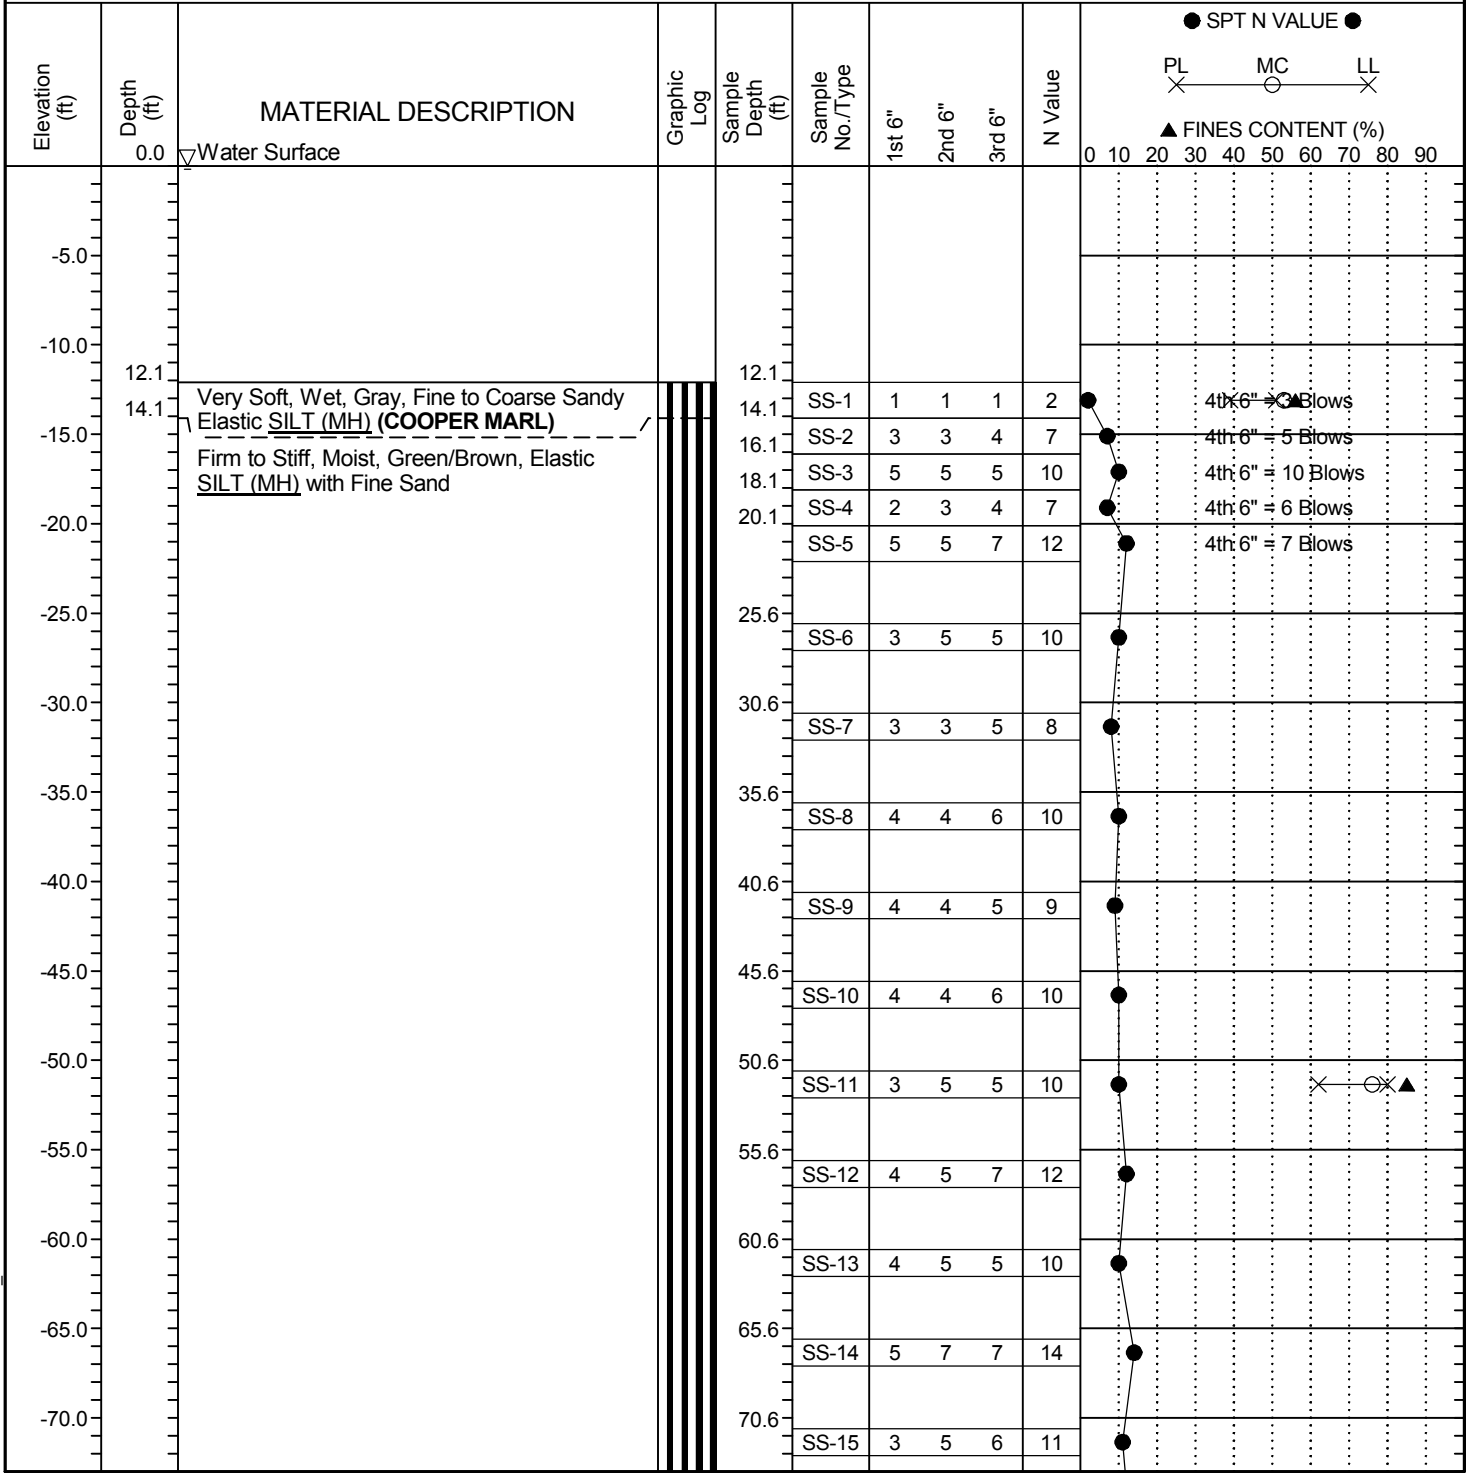 ● SPT N VALUE ●
PL MC LL
▲ FINES CONTENT (%)
Elevation (ft)
Depth (ft)
MATERIAL DESCRIPTION
Graphic Log
Sample Depth (ft)
Sample No./Type
1st 6"
2nd 6"
3rd 6"
N Value
0 10 20 30 40 50 60 70 80 90
0.0 Water Surface
-5.0
-10.0
12.1 12.1
Very Soft, Wet, Gray, Fine to Coarse Sandy
Elastic SILT (MH) (COOPER MARL)
14.1 14.1 SS-1 1 1 1 2 4th 6" = 3 Blows
-15.0 16.1 SS-2 3 3 4 7 4th 6" = 5 Blows
Firm to Stiff, Moist, Green/Brown, Elastic
SILT (MH) with Fine Sand
18.1 SS-3 5 5 5 10 4th 6" = 10 Blows
-20.0 20.1 SS-4 2 3 4 7 4th 6" = 6 Blows
SS-5 5 5 7 12 4th 6" = 7 Blows
-25.0 25.6
SS-6 3 5 5 10
-30.0 30.6
SS-7 3 3 5 8
-35.0 35.6
SS-8 4 4 6 10
-40.0 40.6
SS-9 4 4 5 9
-45.0 45.6
SS-10 4 4 6 10
-50.0 50.6
SS-11 3 5 5 10
-55.0 55.6
SS-12 4 5 7 12
-60.0 60.6
SS-13 4 5 5 10
-65.0 65.6
SS-14 5 7 7 14
-70.0 70.6
SS-15 3 5 6 11